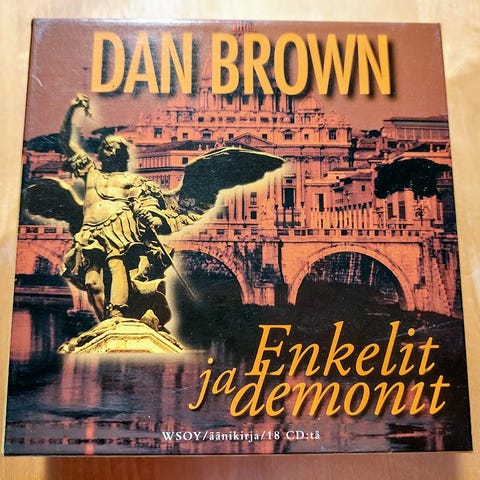 DAN BROWN
Enkelit
ja demonit
WSOY/äänikirja/18 CD:tä